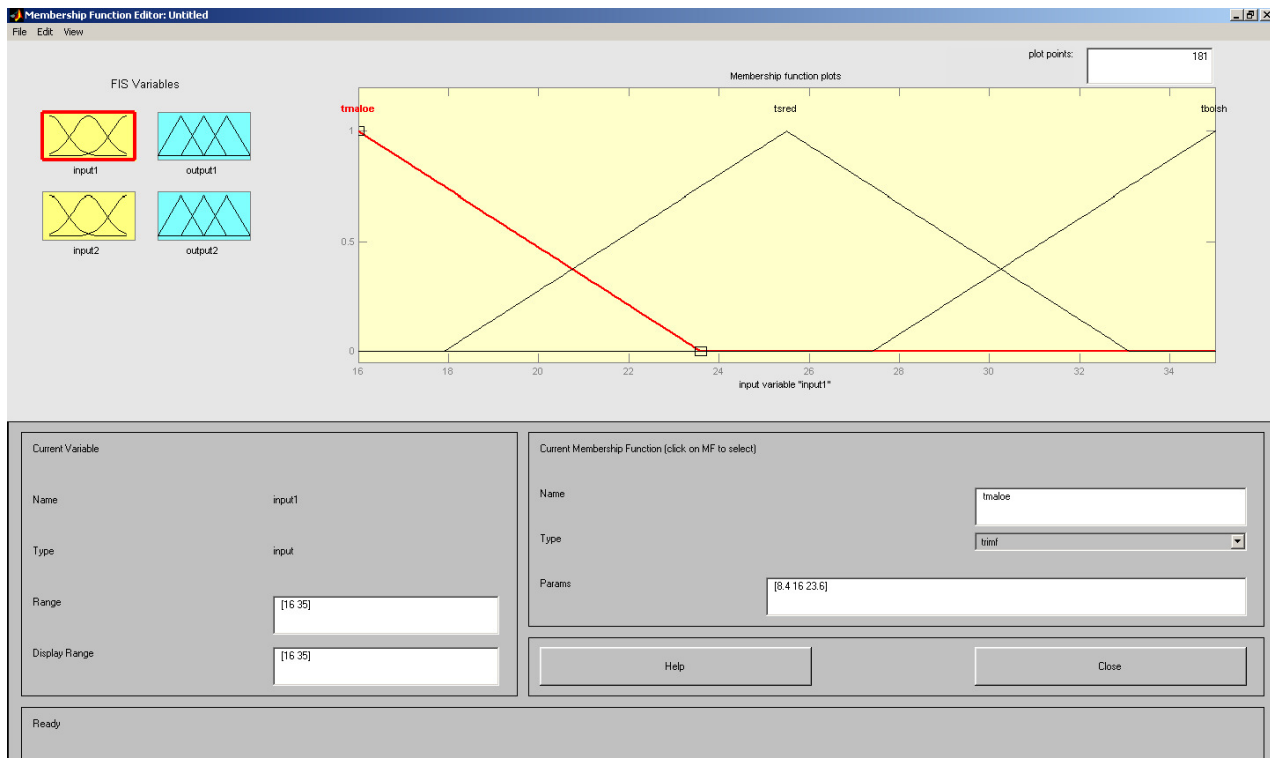 Membership Function Editor: Untitled
File Edit View
plot points: 181
FIS Variables
Membership function plots
tmaloe tsred tbolsh
1
0.5
0
16 18 20 22 24 26 28 30 32 34
input variable "input1"
input1 output1
input2 output2
Current Variable
Name input1
Type input
Range [16 35]
Display Range [16 35]
Current Membership Function (click on MF to select)
Name tmaloe
Type trimf
Params [8.4 16 23.6]
Help Close
Ready